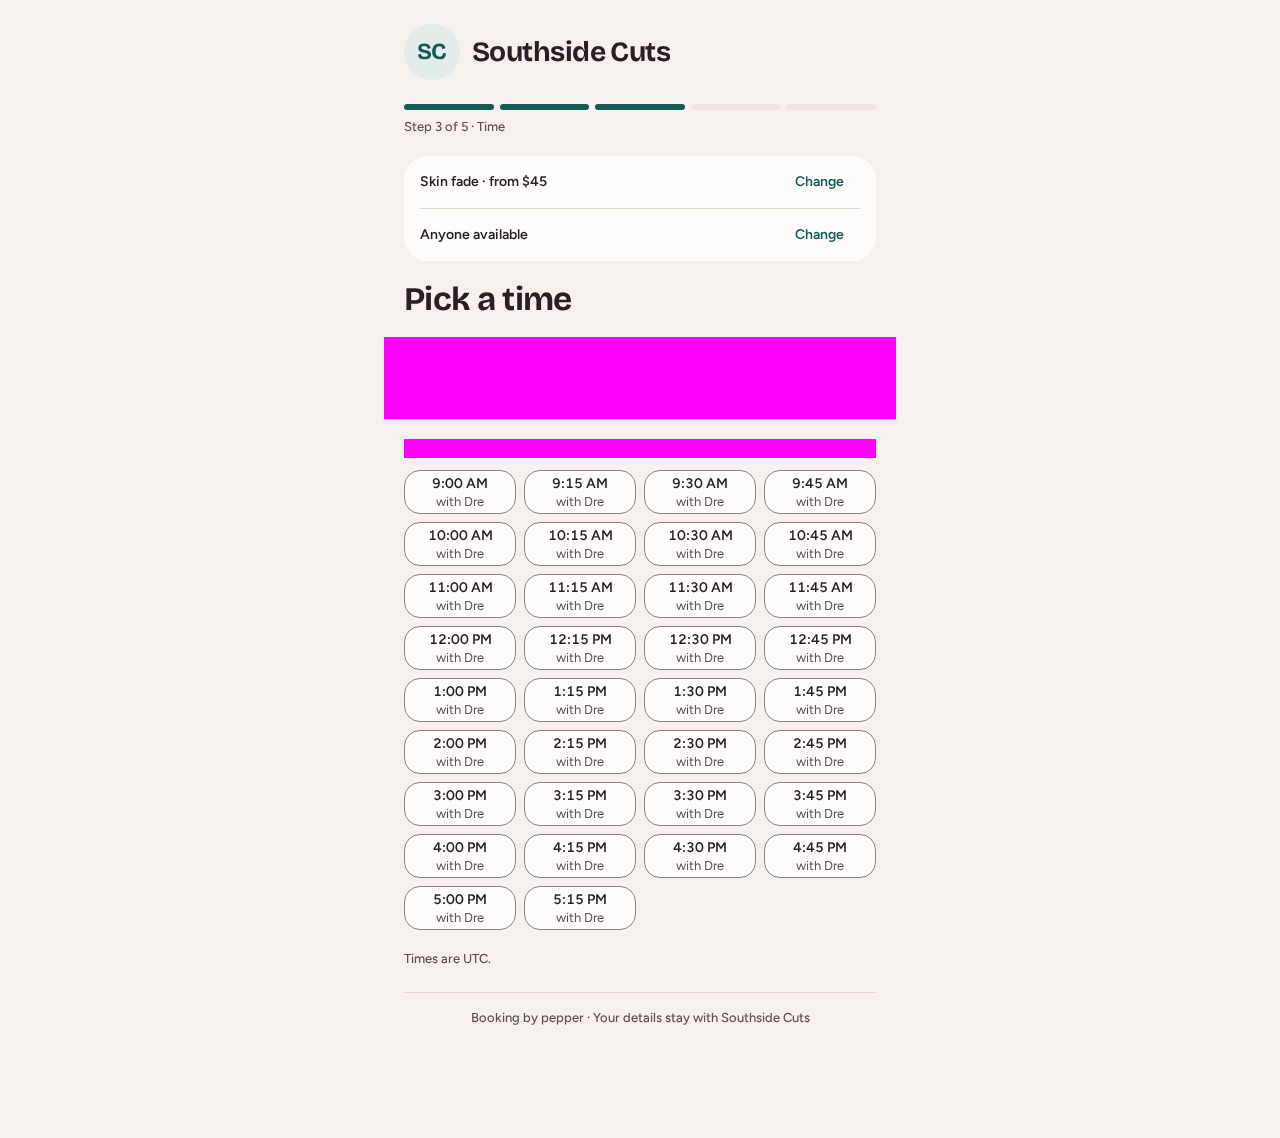 SC
Southside Cuts
Step 3 of 5 · Time
Skin fade · from $45 Change
Anyone available Change
Pick a time
9:00 AM 9:15 AM 9:30 AM 9:45 AM
with Dre with Dre with Dre with Dre
10:00 AM 10:15 AM 10:30 AM 10:45 AM
with Dre with Dre with Dre with Dre
11:00 AM 11:15 AM 11:30 AM 11:45 AM
with Dre with Dre with Dre with Dre
12:00 PM 12:15 PM 12:30 PM 12:45 PM
with Dre with Dre with Dre with Dre
1:00 PM 1:15 PM 1:30 PM 1:45 PM
with Dre with Dre with Dre with Dre
2:00 PM 2:15 PM 2:30 PM 2:45 PM
with Dre with Dre with Dre with Dre
3:00 PM 3:15 PM 3:30 PM 3:45 PM
with Dre with Dre with Dre with Dre
4:00 PM 4:15 PM 4:30 PM 4:45 PM
with Dre with Dre with Dre with Dre
5:00 PM 5:15 PM
with Dre with Dre
Times are UTC.
Booking by pepper · Your details stay with Southside Cuts